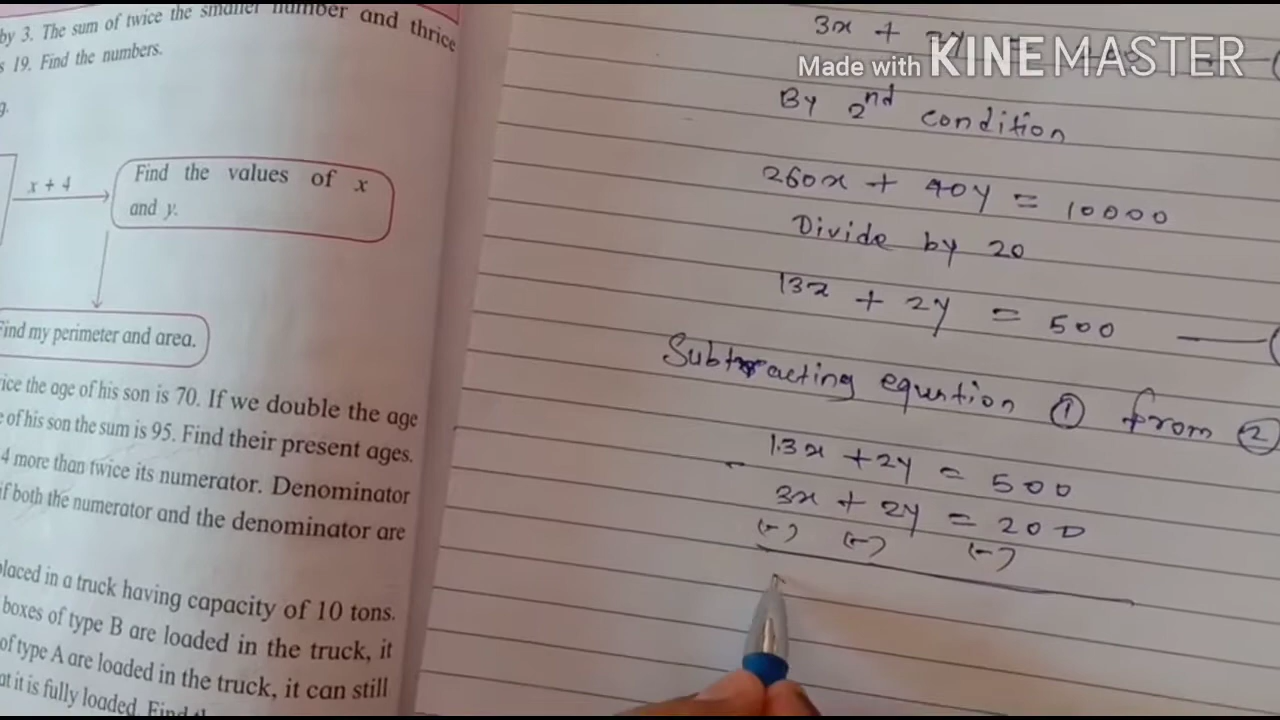 by 3. The sum of twice the smaller number and thrice
s 19. Find the numbers.
9.
x + 4
Find the values of x
and y.
Find my perimeter and area.
ice the age of his son is 70. If we double the age
e of his son the sum is 95. Find their present ages.
4 more than twice its numerator. Denominator
if both the numerator and the denominator are
placed in a truck having capacity of 10 tons.
boxes of type B are loaded in the truck, it
of type A are loaded in the truck, it can still
at it is fully loaded. Find
3x + 2y =
Made with KINEMASTER
By 2nd condition
260x + 40y = 10000
Divide by 20
13x + 2y = 500
Subtracting equntion ① from ②
13x + 2y = 500
- 3x + 2y = 200
(-) (-) (-)